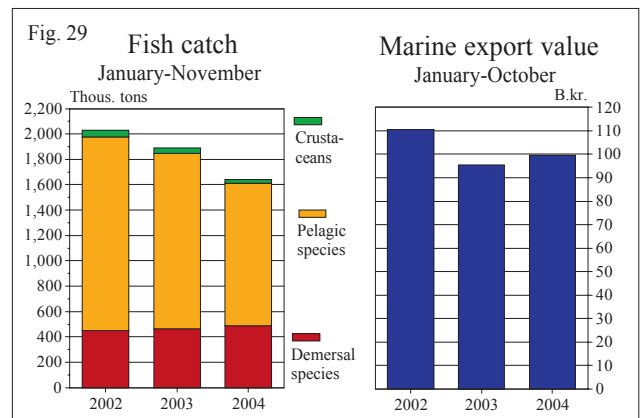 Fig. 29
Fish catch
January-November
Thous. tons
2,200
2,000
1,800
1,600
1,400
1,200
1,000
800
600
400
200
0
2002 2003 2004
Crusta-
ceans
Pelagic
species
Demersal
species
Marine export value
January-October
B.kr.
120
110
100
90
80
70
60
50
40
30
20
10
0
2002 2003 2004